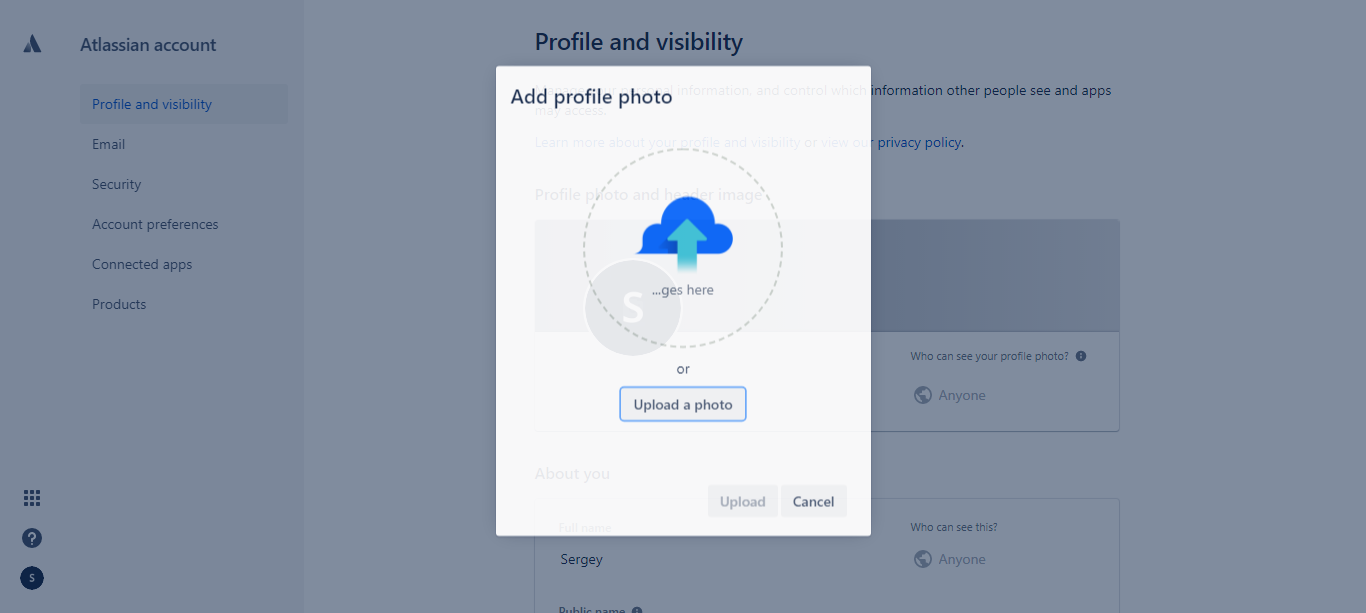 Atlassian account
Profile and visibility
Email
Security
Account preferences
Connected apps
Products
S
Profile and visibility
Manage your personal information, and control which information other people see and apps
may access.
Learn more about your profile and visibility or view our privacy policy.
Profile photo and header image
S
Who can see your profile photo?
Anyone
About you
Full name
Sergey
Who can see this?
Anyone
Public name
Add profile photo
...ges here
or
Upload a photo
Upload
Cancel